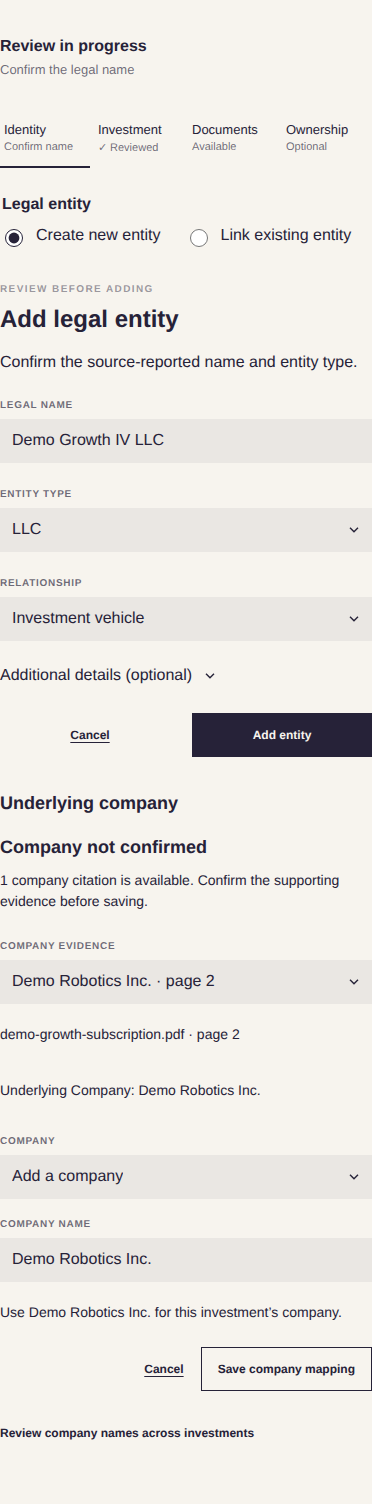 Review in progress
Confirm the legal name
Identity Investment Documents Ownership
Confirm name ✓ Reviewed Available Optional
Legal entity
Create new entity Link existing entity
REVIEW BEFORE ADDING
Add legal entity
Confirm the source-reported name and entity type.
LEGAL NAME
Demo Growth IV LLC
ENTITY TYPE
LLC
RELATIONSHIP
Investment vehicle
Additional details (optional)
Cancel Add entity
Underlying company
Company not confirmed
1 company citation is available. Confirm the supporting
evidence before saving.
COMPANY EVIDENCE
Demo Robotics Inc. · page 2
demo-growth-subscription.pdf · page 2
Underlying Company: Demo Robotics Inc.
COMPANY
Add a company
COMPANY NAME
Demo Robotics Inc.
Use Demo Robotics Inc. for this investment’s company.
Cancel Save company mapping
Review company names across investments